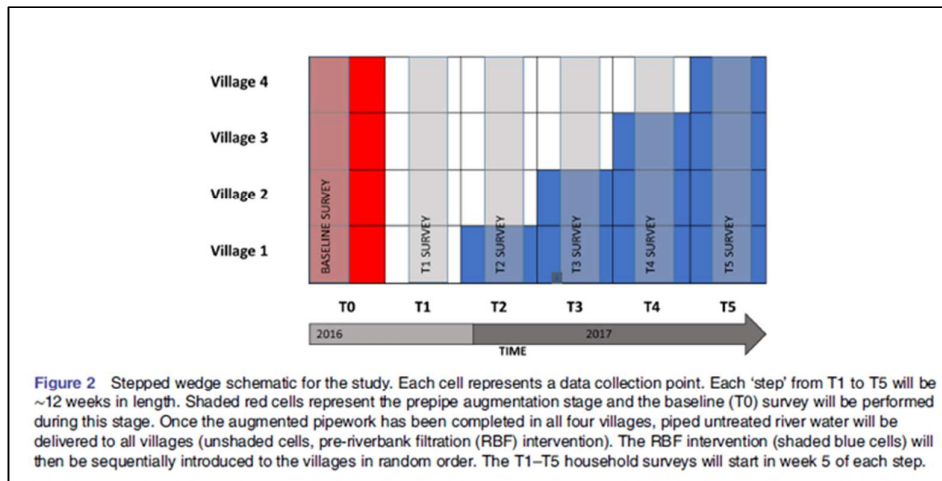 Village 4
Village 3
Village 2
Village 1
BASELINE SURVEY
T1 SURVEY
T2 SURVEY
T3 SURVEY
T4 SURVEY
T5 SURVEY
T0 T1 T2 T3 T4 T5
2016 2017
TIME
Figure 2 Stepped wedge schematic for the study. Each cell represents a data collection point. Each ‘step’ from T1 to T5 will be
~12 weeks in length. Shaded red cells represent the prepipe augmentation stage and the baseline (T0) survey will be performed
during this stage. Once the augmented pipework has been completed in all four villages, piped untreated river water will be
delivered to all villages (unshaded cells, pre-riverbank filtration (RBF) intervention). The RBF intervention (shaded blue cells) will
then be sequentially introduced to the villages in random order. The T1–T5 household surveys will start in week 5 of each step.